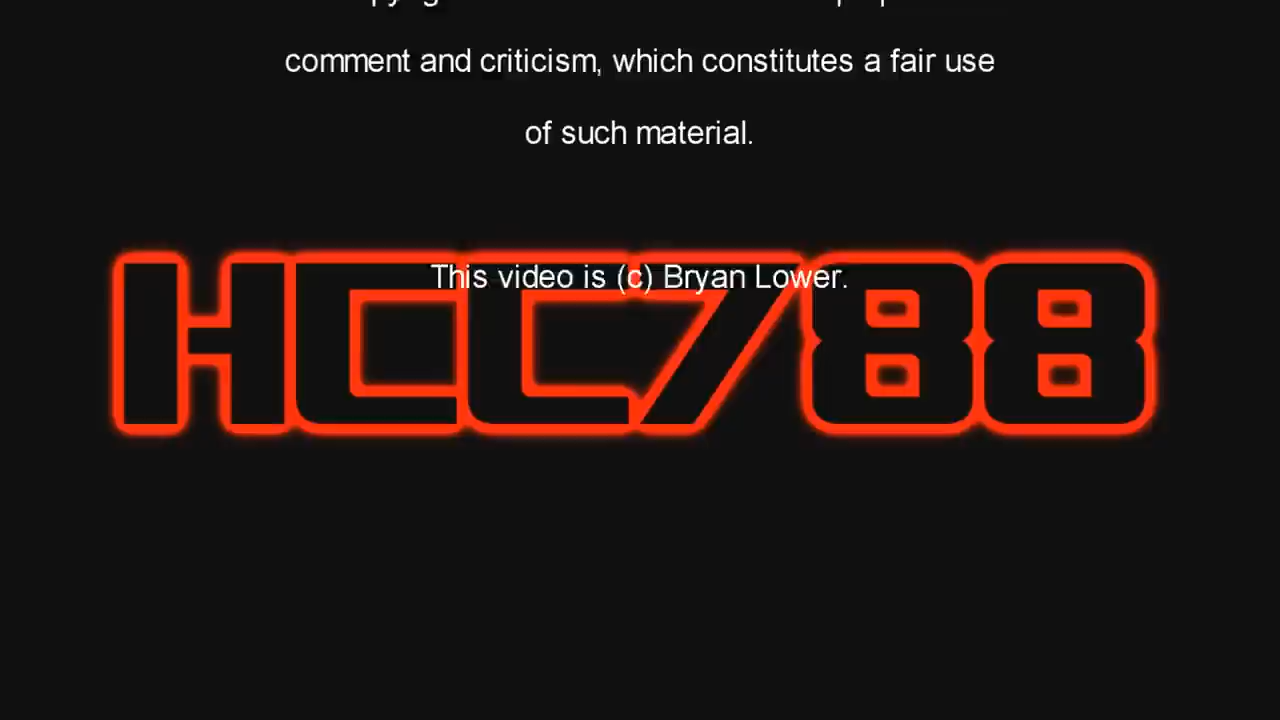 comment and criticism, which constitutes a fair use
of such material.
This video is (c) Bryan Lower.
HCC788